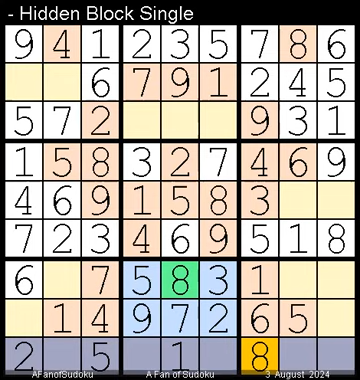 - Hidden Block Single
9 4 1 2 3 5 7 8 6
6 7 9 1 2 4 5
5 7 2 9 3 1
1 5 8 3 2 7 4 6 9
4 6 9 1 5 8 3
7 2 3 4 6 9 5 1 8
6 7 5 8 3 1
1 4 9 7 2 6 5
2 5 1 8
AFanofSudoku A Fan of Sudoku 3 August 2024